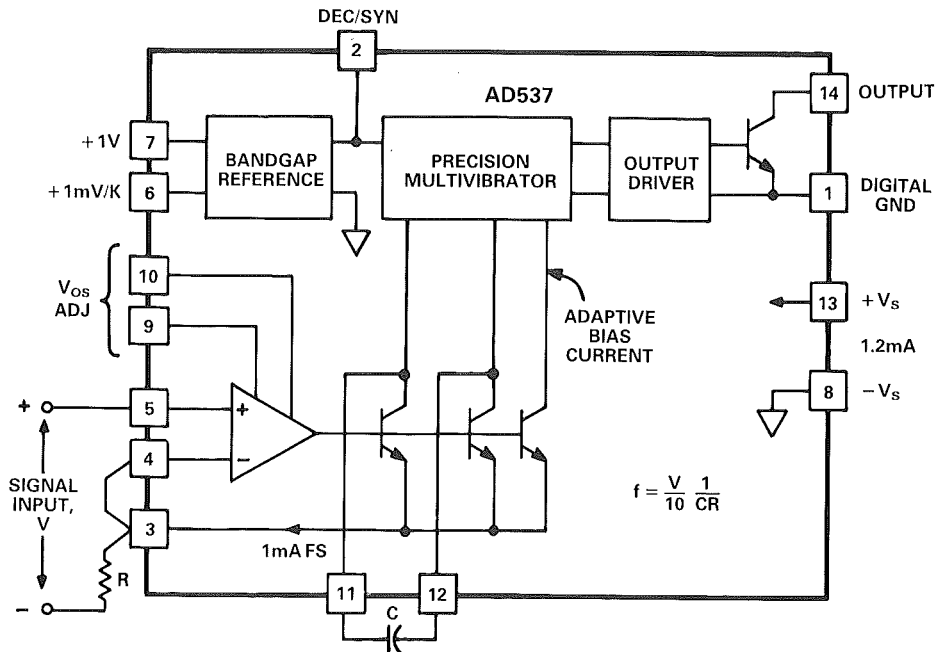 DEC/SYN
2
AD537
14 OUTPUT
+1V 7
BANDGAP
REFERENCE
PRECISION
MULTIVIBRATOR
OUTPUT
DRIVER
+1mV/K 6
1 DIGITAL
GND
10
VOS
ADJ
9
ADAPTIVE
BIAS
CURRENT
13 +VS
1.2mA
8 −VS
+ 5 +
4 −
SIGNAL
INPUT,
V
f = V/10 1/CR
3
1mA FS
R
−
11 12
C